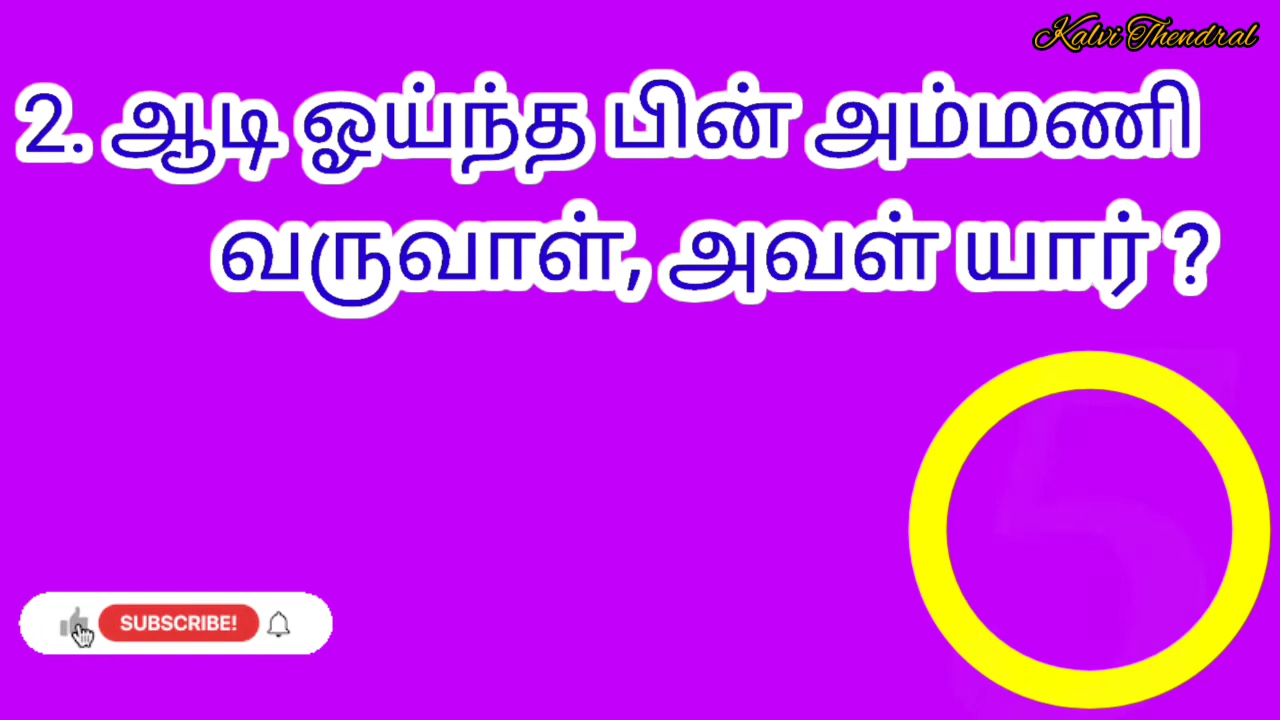 Kalvi Thendral
2. ஆடி ஓய்ந்த பின் அம்மணி
வருவாள், அவள் யார் ?
SUBSCRIBE!